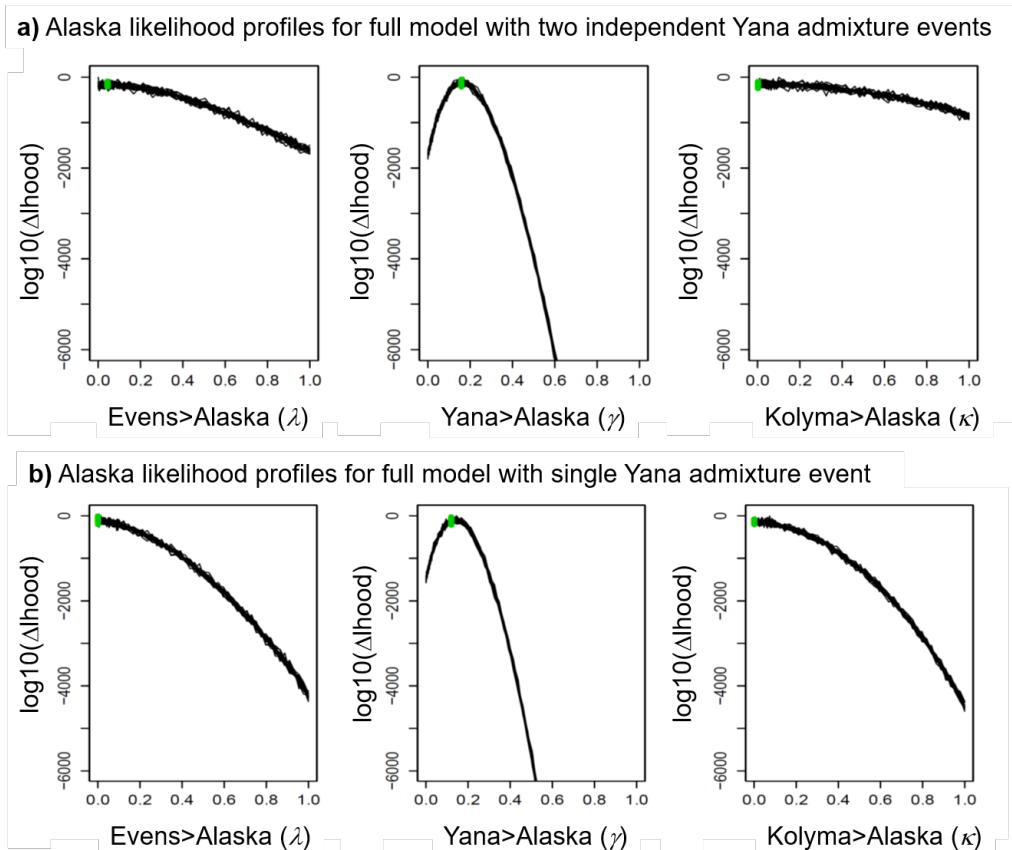 a) Alaska likelihood profiles for full model with two independent Yana admixture events
log10(Δlhood)
0
-2000
-4000
-6000
0.0 0.2 0.4 0.6 0.8 1.0
Evens>Alaska (λ)
log10(Δlhood)
0
-2000
-4000
-6000
0.0 0.2 0.4 0.6 0.8 1.0
Yana>Alaska (γ)
log10(Δlhood)
0
-2000
-4000
-6000
0.0 0.2 0.4 0.6 0.8 1.0
Kolyma>Alaska (κ)
b) Alaska likelihood profiles for full model with single Yana admixture event
log10(Δlhood)
0
-2000
-4000
-6000
0.0 0.2 0.4 0.6 0.8 1.0
Evens>Alaska (λ)
log10(Δlhood)
0
-2000
-4000
-6000
0.0 0.2 0.4 0.6 0.8 1.0
Yana>Alaska (γ)
log10(Δlhood)
0
-2000
-4000
-6000
0.0 0.2 0.4 0.6 0.8 1.0
Kolyma>Alaska (κ)